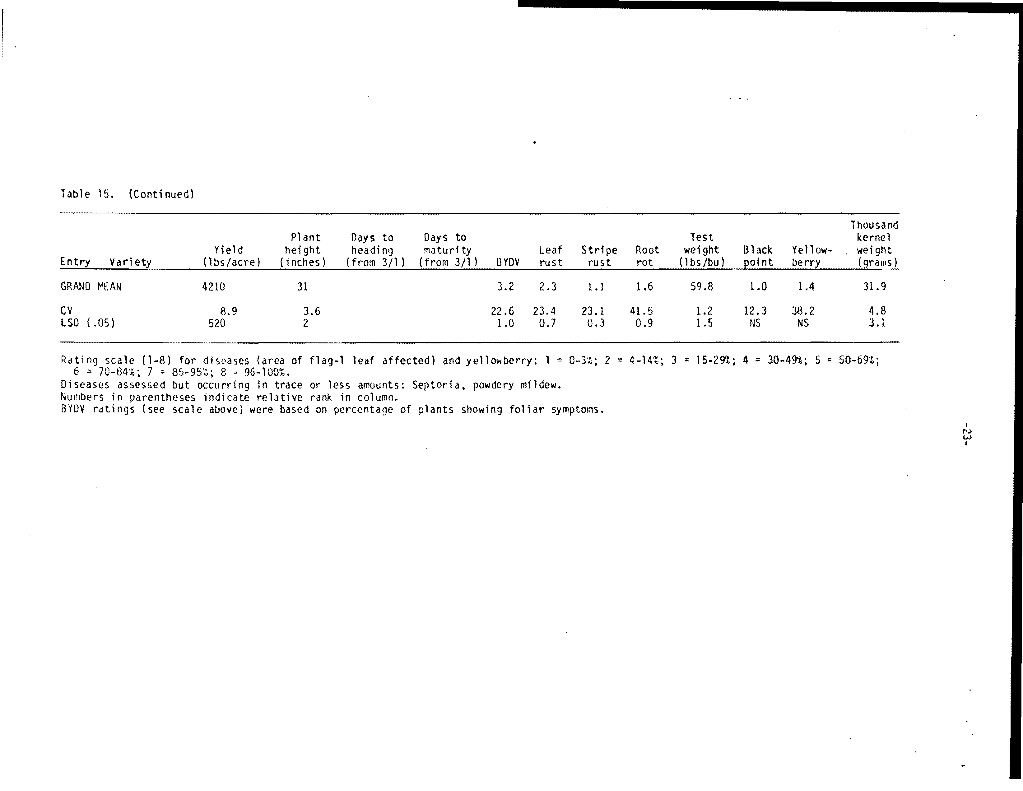 Table 15. (Continued)
Thousand
Plant Days to Days to Test kernel
Yield height heading maturity Leaf Stripe Root weight Black Yellow- weight
Entry Variety (lbs/acre) (inches) (from 3/1) (from 3/1) BYDV rust rust rot (lbs/bu) point berry (grams)
GRAND MEAN 4210 31 3.2 2.3 1.1 1.6 59.8 1.0 1.4 31.9
CV 8.9 3.6 22.6 23.4 23.1 41.5 1.2 12.3 38.2 4.8
LSD (.05) 520 2 1.0 0.7 0.3 0.9 1.5 NS NS 3.1
Rating scale (1-8) for diseases (area of flag-1 leaf affected) and yellowberry: 1 = 0-3%; 2 = 4-14%; 3 = 15-29%; 4 = 30-49%; 5 = 50-69%;
6 = 70-84%; 7 = 85-95%; 8 = 96-100%.
Diseases assessed but occurring in trace or less amounts: Septoria, powdery mildew.
Numbers in parentheses indicate relative rank in column.
BYDV ratings (see scale above) were based on percentage of plants showing foliar symptoms.
-23-